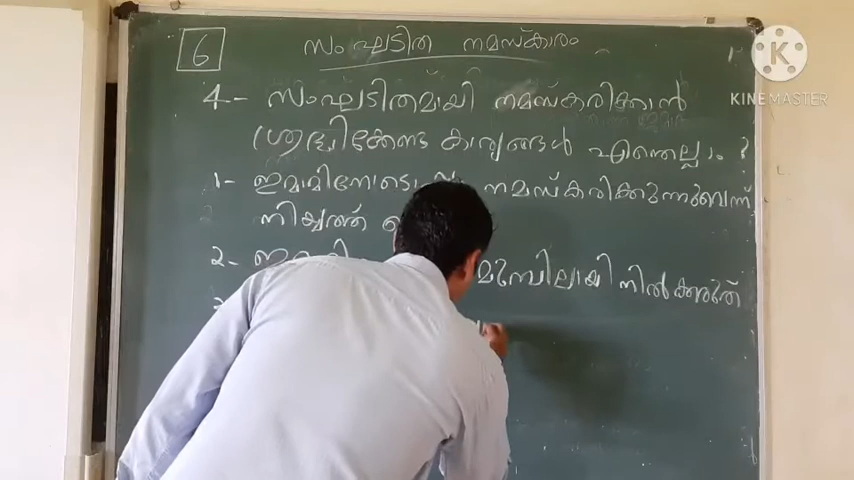 6 സംഘടിത നമസ്കാരം
4 - സംഘടിതമായി നമസ്കരിക്കാൻ
ശ്രദ്ധിക്കേണ്ട കാര്യങ്ങൾ എന്തെല്ലാം ?
1 - ഇമാമിനോടൊ നമസ്കരിക്കുന്നുവെന്ന്
നിയ്യത്ത്
2 - മുമ്പിലായി നിൽക്കരുത്
K
KINEMASTER